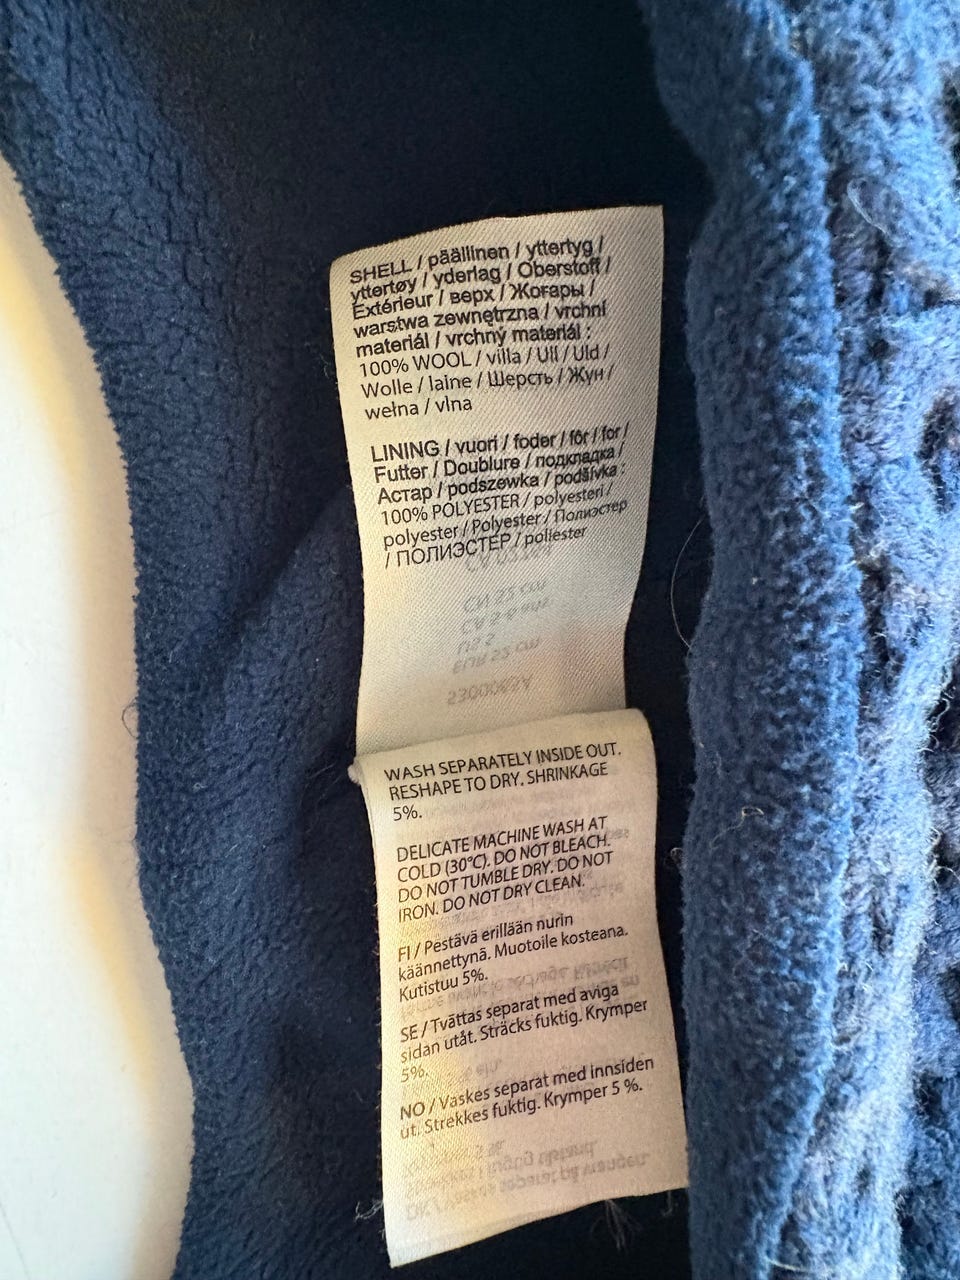 SHELL / päällinen / yttertyg /
yttertøy / yderlag / Oberstoff /
Extérieur / верх / Жоғары /
warstwa zewnętrzna / vrchní
materiál / vrchný materiál :
100% WOOL / villa / Ull / Uld /
Wolle / laine / Шерсть / Жүн /
wełna / vlna
LINING / vuori / foder / fôr / for /
Futter / Doublure / подкладка /
Астар / podszewka / podšívka :
100% POLYESTER / polyesteri /
polyester / Polyester / Полиэстер
/ ПОЛИЭСТЕР / poliester
WASH SEPARATELY INSIDE OUT.
RESHAPE TO DRY. SHRINKAGE
5%.
DELICATE MACHINE WASH AT
COLD (30°C). DO NOT BLEACH.
DO NOT TUMBLE DRY. DO NOT
IRON. DO NOT DRY CLEAN.
FI / Pestävä erillään nurin
käännettynä. Muotoile kosteana.
Kutistuu 5%.
SE / Tvättas separat med aviga
sidan utåt. Sträcks fuktig. Krymper
5%.
NO / Vaskes separat med innsiden
ut. Strekkes fuktig. Krymper 5 %.